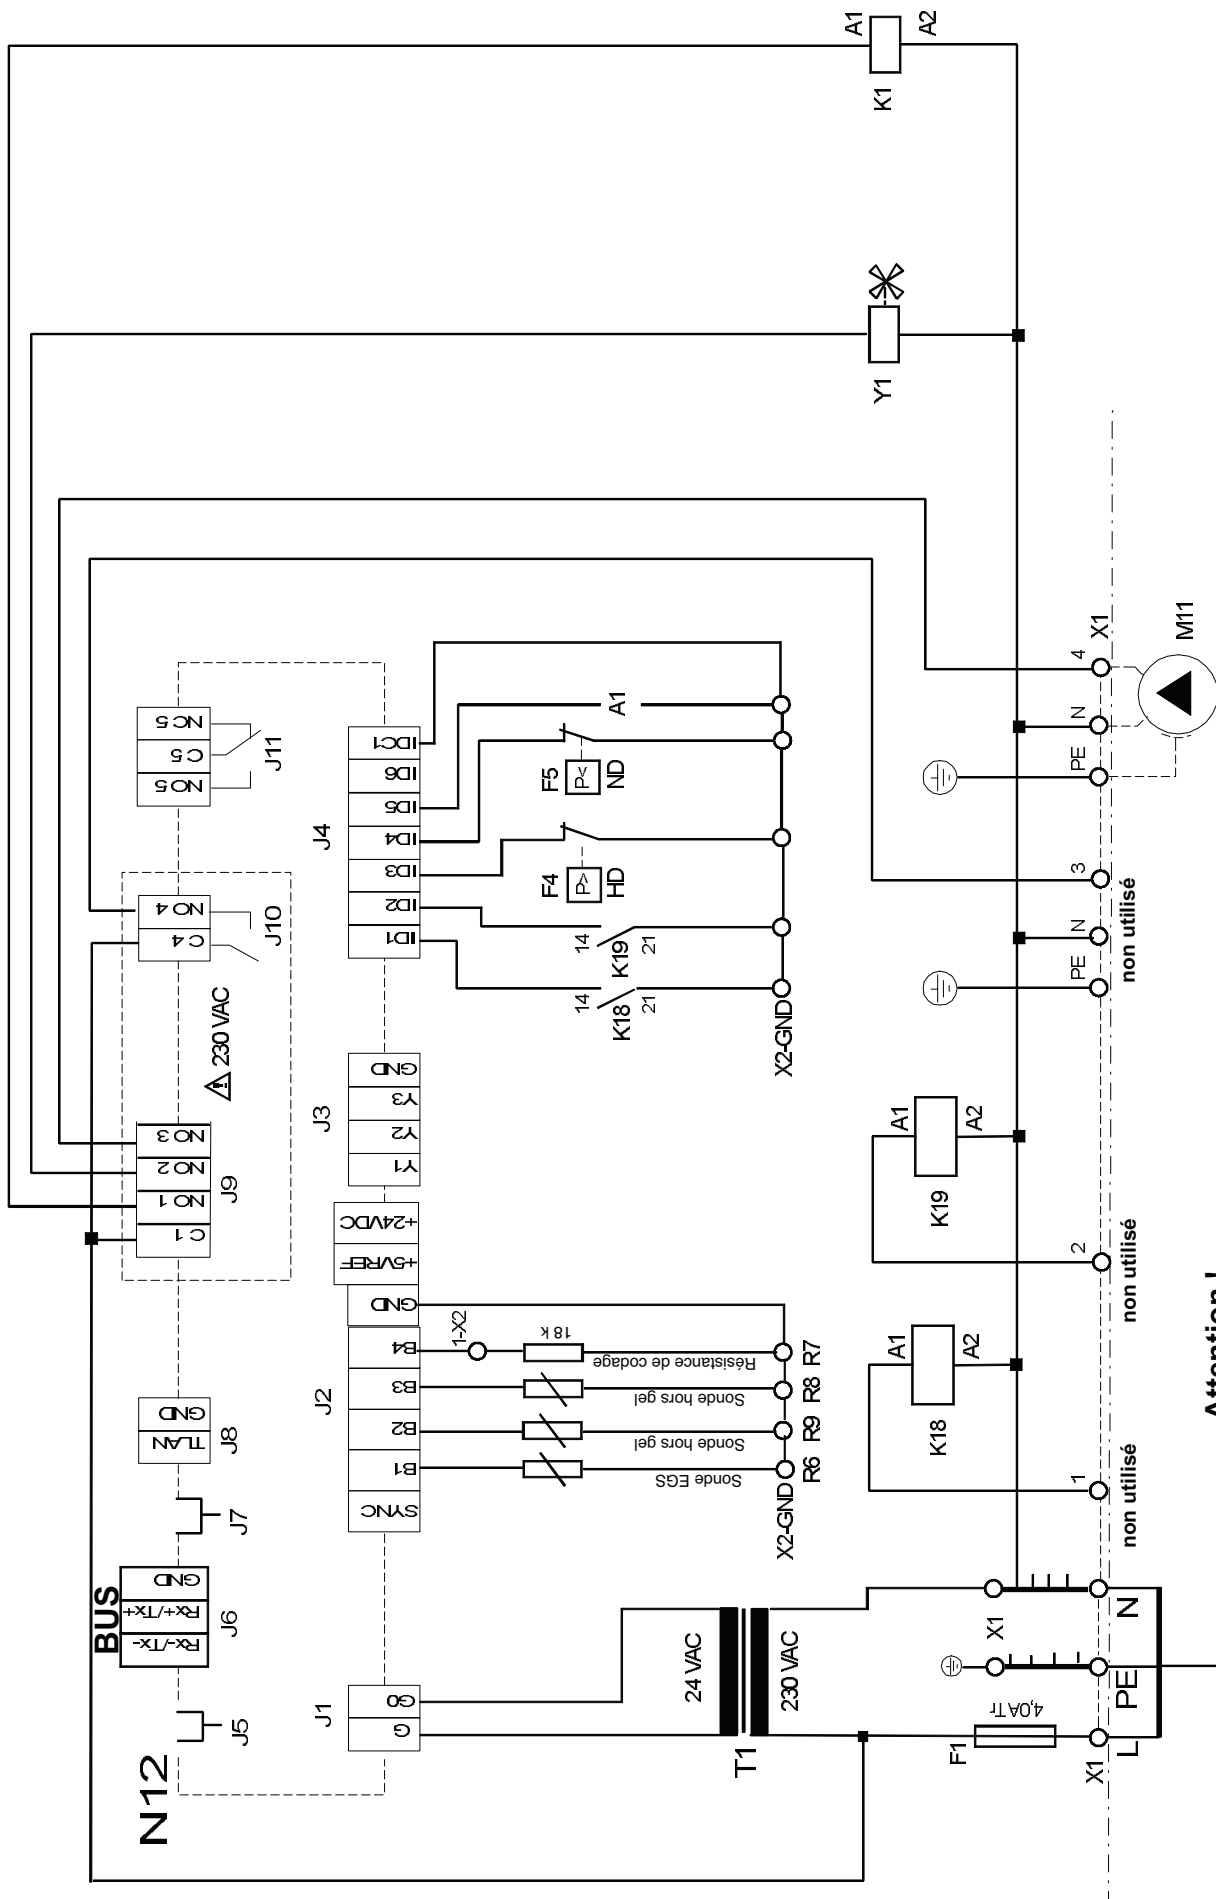 N12
BUS
J5
Rx-/Tx-
Rx+/Tx+
GND
J6
J7
TLAN
GND
J8
C 1
NO 1
NO 2
NO 3
J9
230 VAC
C 4
NO 4
J10
NO 5
C 5
NC 5
J11
J1
G
G0
J2
SYNC
B1
B2
B3
B4
GND
+5VREF
+24VDC
J3
Y1
Y2
Y3
GND
J4
ID1
ID2
ID3
ID4
ID5
ID6
IDC1
1-X2
18 k
Sonde EGS
Sonde hors gel
Sonde hors gel
Résistance de codage
X2-GND
R6
R9
R8
R7
14
K18
21
14
K19
21
F4
P>
HD
F5
P<
ND
A1
X2-GND
T1
24 VAC
230 VAC
Y1
K1
A1
A2
K18
A1
A2
K19
A1
A2
F1
4,0A Tr
X1
X1
L
PE
N
1
non utilisé
2
non utilisé
PE
N
3
non utilisé
PE
N
4
X1
M11
Attention !